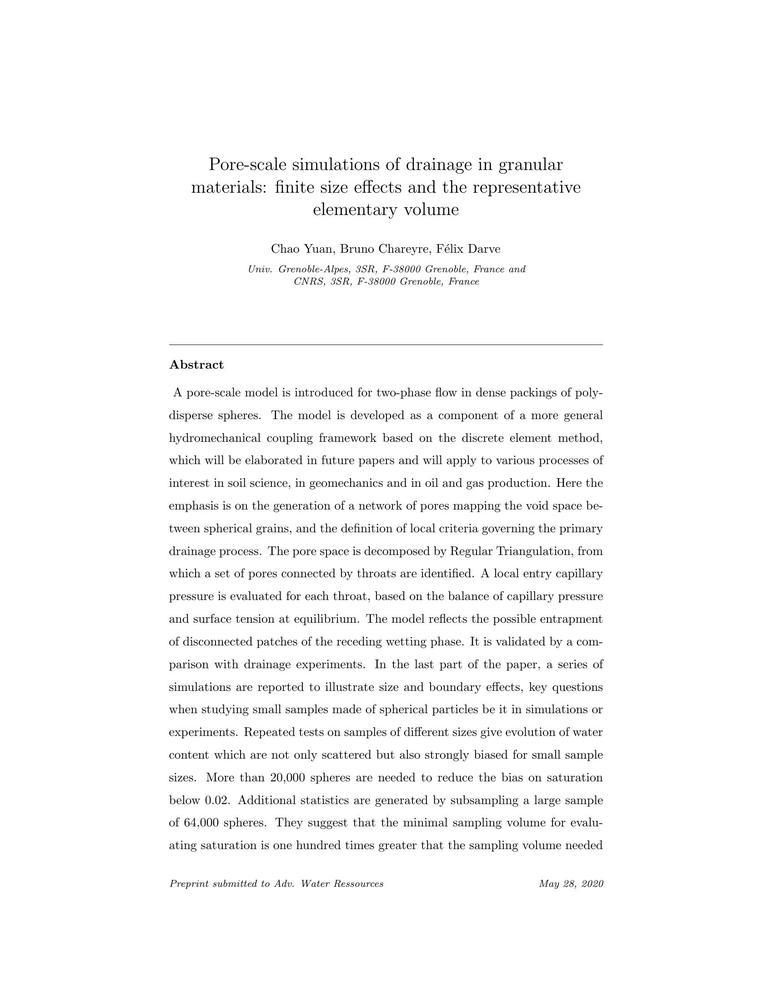 Pore-scale simulations of drainage in granular
materials: finite size effects and the representative
elementary volume
Chao Yuan, Bruno Chareyre, Félix Darve
Univ. Grenoble-Alpes, 3SR, F-38000 Grenoble, France and
CNRS, 3SR, F-38000 Grenoble, France
Abstract
A pore-scale model is introduced for two-phase flow in dense packings of poly-
disperse spheres. The model is developed as a component of a more general
hydromechanical coupling framework based on the discrete element method,
which will be elaborated in future papers and will apply to various processes of
interest in soil science, in geomechanics and in oil and gas production. Here the
emphasis is on the generation of a network of pores mapping the void space be-
tween spherical grains, and the definition of local criteria governing the primary
drainage process. The pore space is decomposed by Regular Triangulation, from
which a set of pores connected by throats are identified. A local entry capillary
pressure is evaluated for each throat, based on the balance of capillary pressure
and surface tension at equilibrium. The model reflects the possible entrapment
of disconnected patches of the receding wetting phase. It is validated by a com-
parison with drainage experiments. In the last part of the paper, a series of
simulations are reported to illustrate size and boundary effects, key questions
when studying small samples made of spherical particles be it in simulations or
experiments. Repeated tests on samples of different sizes give evolution of water
content which are not only scattered but also strongly biased for small sample
sizes. More than 20,000 spheres are needed to reduce the bias on saturation
below 0.02. Additional statistics are generated by subsampling a large sample
of 64,000 spheres. They suggest that the minimal sampling volume for evalu-
ating saturation is one hundred times greater that the sampling volume needed
Preprint submitted to Adv. Water Ressources
May 28, 2020